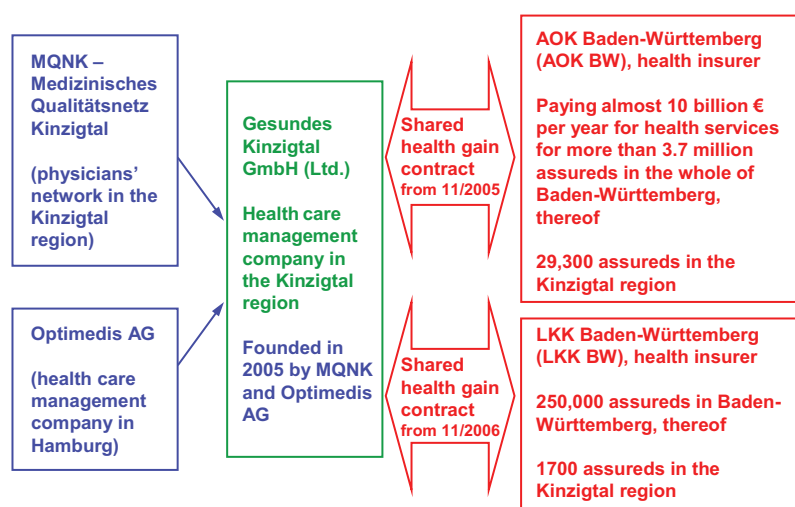 MQNK –
Medizinisches
Qualitätsnetz
Kinzigtal
(physicians’
network in the
Kinzigtal
region)
Optimedis AG
(health care
management
company in
Hamburg)
Gesundes
Kinzigtal
GmbH (Ltd.)
Health care
management
company in
the Kinzigtal
region
Founded in
2005 by MQNK
and Optimedis
AG
Shared
health gain
contract
from 11/2005
Shared
health gain
contract
from 11/2006
AOK Baden-Württemberg
(AOK BW), health insurer
Paying almost 10 billion €
per year for health services
for more than 3.7 million
assureds in the whole of
Baden-Württemberg,
thereof
29,300 assureds in the
Kinzigtal region
LKK Baden-Württemberg
(LKK BW), health insurer
250,000 assureds in Baden-
Württemberg, thereof
1700 assureds in the
Kinzigtal region